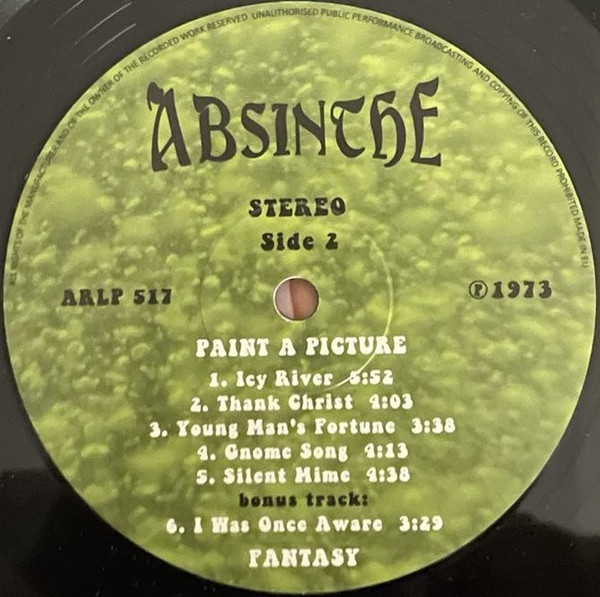 ALL RIGHTS OF THE MANUFACTURER AND OF THE OWNER OF THE RECORDED WORK RESERVED UNAUTHORISED PUBLIC PERFORMANCE BROADCASTING AND COPYING OF THIS RECORD PROHIBITED MADE IN EU
ABSINTHE
STEREO
Side 2
ARLP 517
℗1973
PAINT A PICTURE
1. Icy River 5:52
2. Thank Christ 4:03
3. Young Man's Fortune 3:38
4. Gnome Song 4:13
5. Silent Mime 4:38
bonus track:
6. I Was Once Aware 3:29
FANTASY